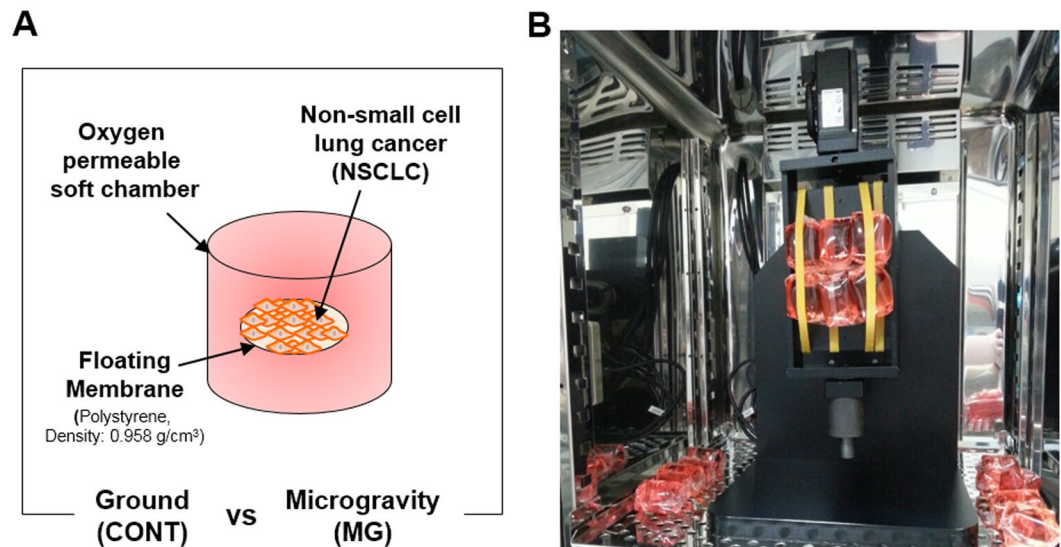 A
B
Oxygen
permeable
soft chamber
Non-small cell
lung cancer
(NSCLC)
Floating
Membrane
(Polystyrene,
Density: 0.958 g/cm³)
Ground
(CONT)
vs
Microgravity
(MG)